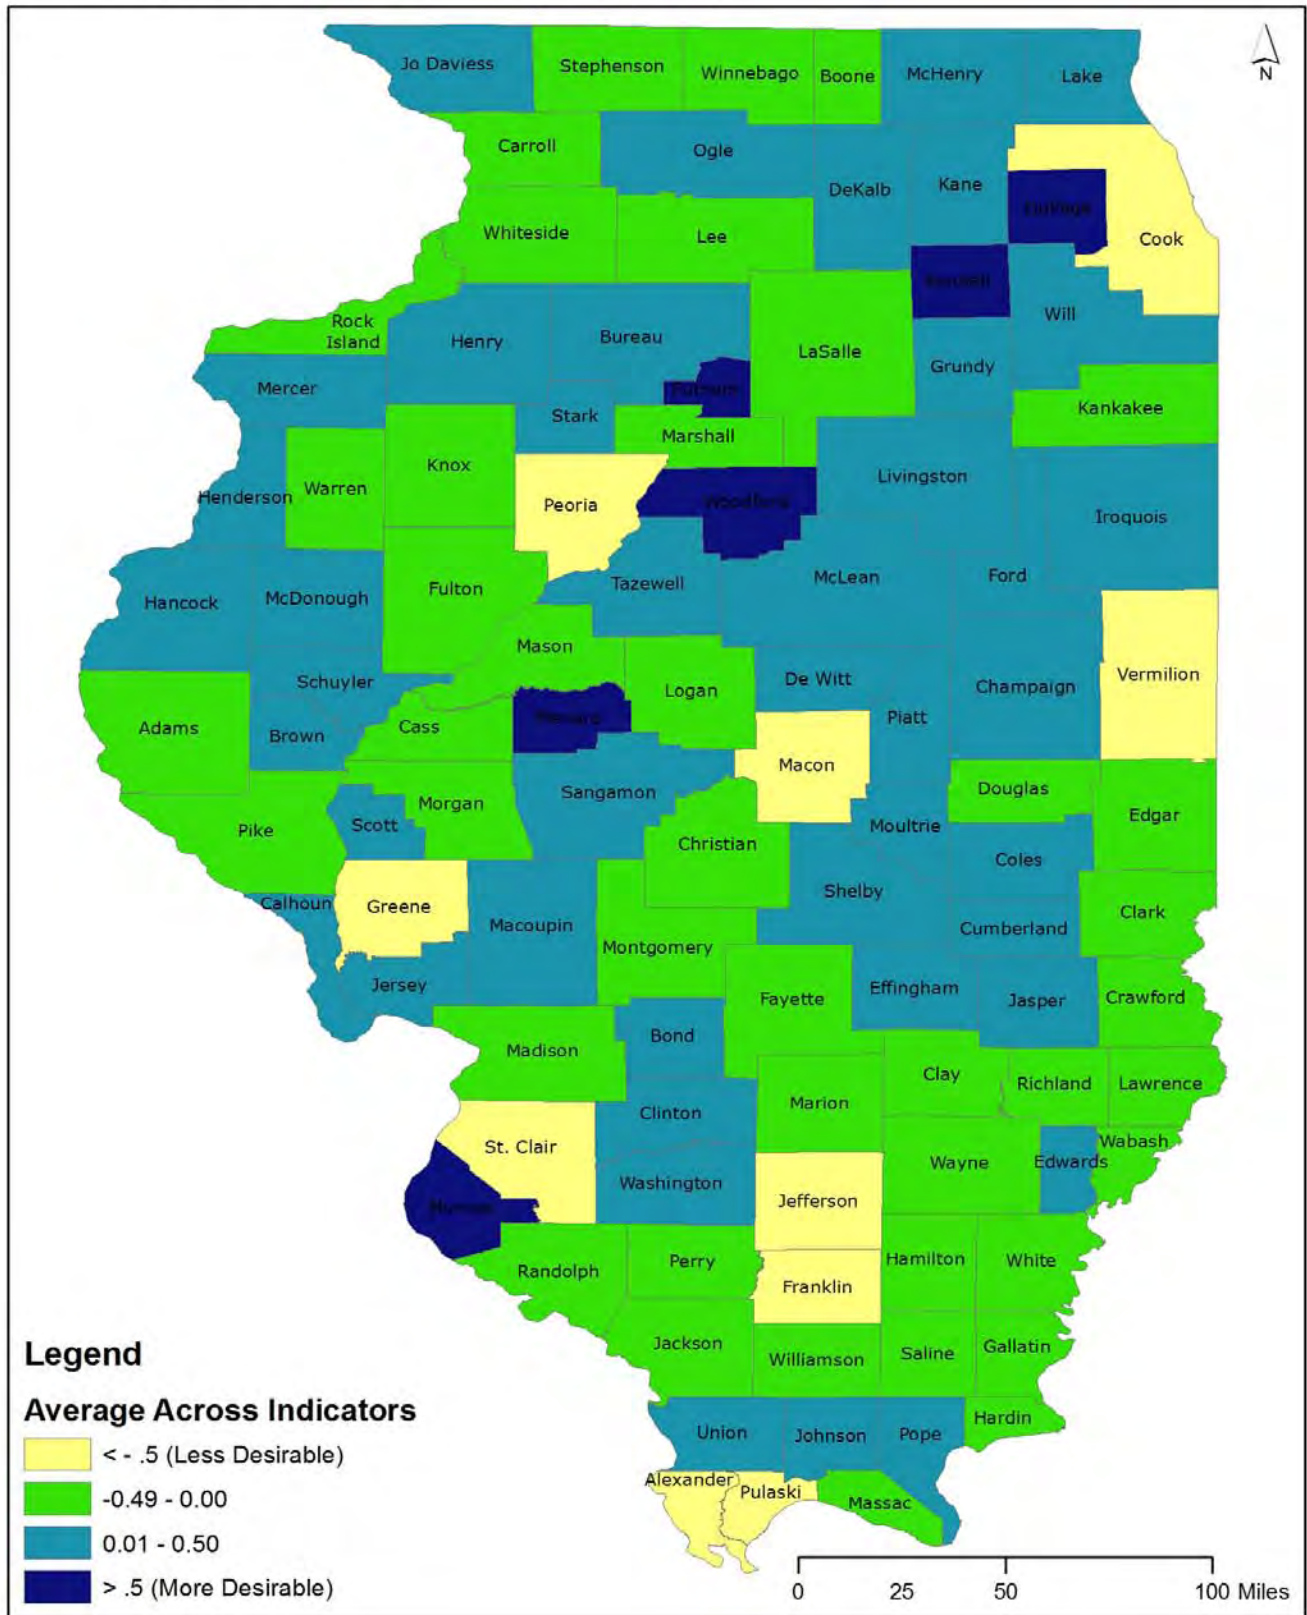 N
Jo Daviess
Stephenson
Winnebago
Boone
McHenry
Lake
Carroll
Ogle
DeKalb
Kane
DuPage
Cook
Whiteside
Lee
Kendall
Rock
Island
Henry
Bureau
LaSalle
Will
Grundy
Mercer
Putnam
Stark
Kankakee
Marshall
Knox
Warren
Henderson
Peoria
Woodford
Livingston
Iroquois
Hancock
McDonough
Fulton
Tazewell
McLean
Ford
Mason
Schuyler
Logan
De Witt
Champaign
Vermilion
Adams
Brown
Cass
Menard
Piatt
Macon
Sangamon
Morgan
Scott
Pike
Christian
Moultrie
Douglas
Edgar
Coles
Shelby
Calhoun
Greene
Macoupin
Montgomery
Cumberland
Clark
Jersey
Fayette
Effingham
Jasper
Crawford
Madison
Bond
Clay
Richland
Lawrence
Clinton
Marion
St. Clair
Washington
Wayne
Edwards
Wabash
Monroe
Jefferson
Randolph
Perry
Franklin
Hamilton
White
Jackson
Williamson
Saline
Gallatin
Union
Johnson
Pope
Hardin
Alexander
Pulaski
Massac
Legend
Average Across Indicators
< - .5 (Less Desirable)
-0.49 - 0.00
0.01 - 0.50
> .5 (More Desirable)
0 25 50 100 Miles